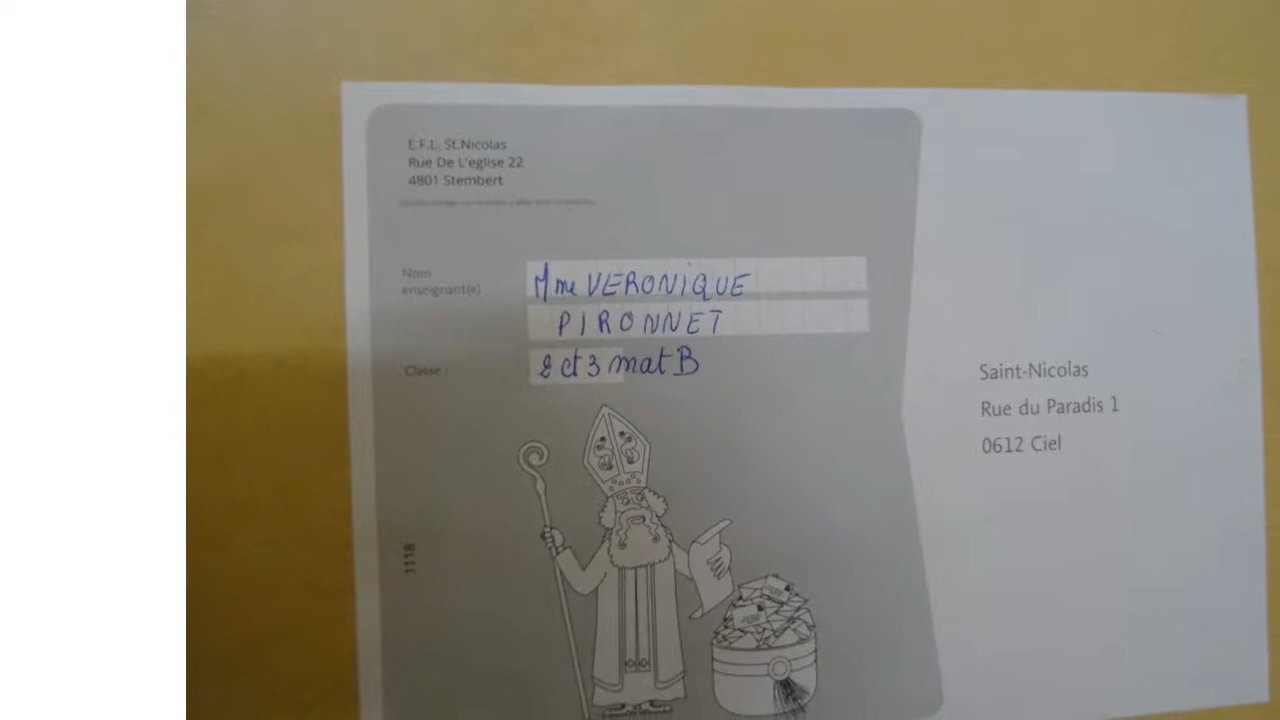 E.F.L. St.Nicolas
Rue De L'eglise 22
4801 Stembert
Nom
enseignant(e)
Mme VERONIQUE
PIRONNET
Classe :
2 et 3 mat B
1118
Saint-Nicolas
Rue du Paradis 1
0612 Ciel